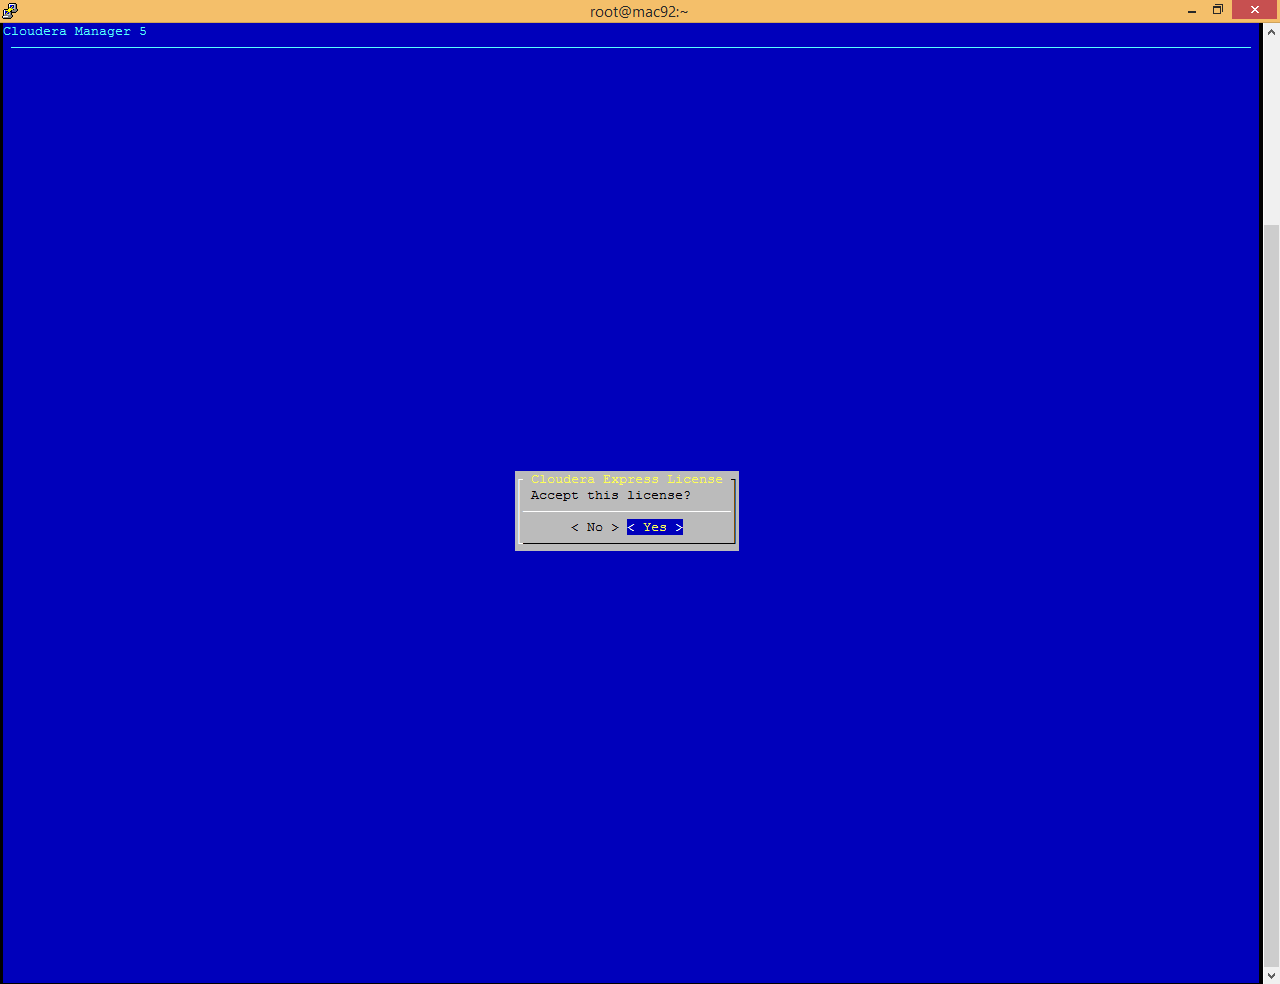 root@mac92:~
Cloudera Manager 5
Cloudera Express License
Accept this license?
< No > < Yes >